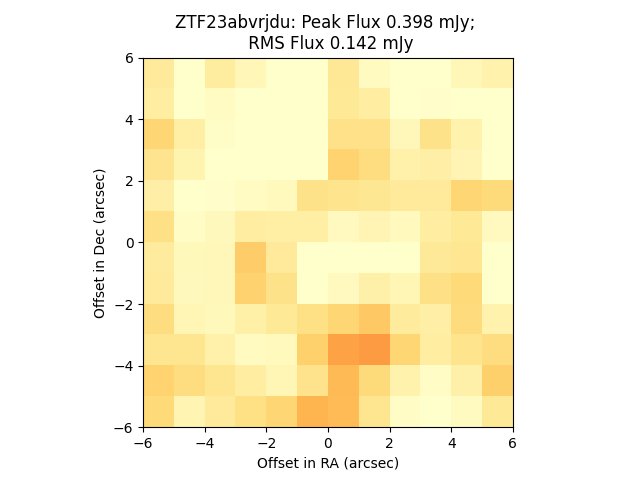 ZTF23abvrjdu: Peak Flux 0.398 mJy;
RMS Flux 0.142 mJy
6
4
2
0
−2
−4
−6
Offset in Dec (arcsec)
−6 −4 −2 0 2 4 6
Offset in RA (arcsec)